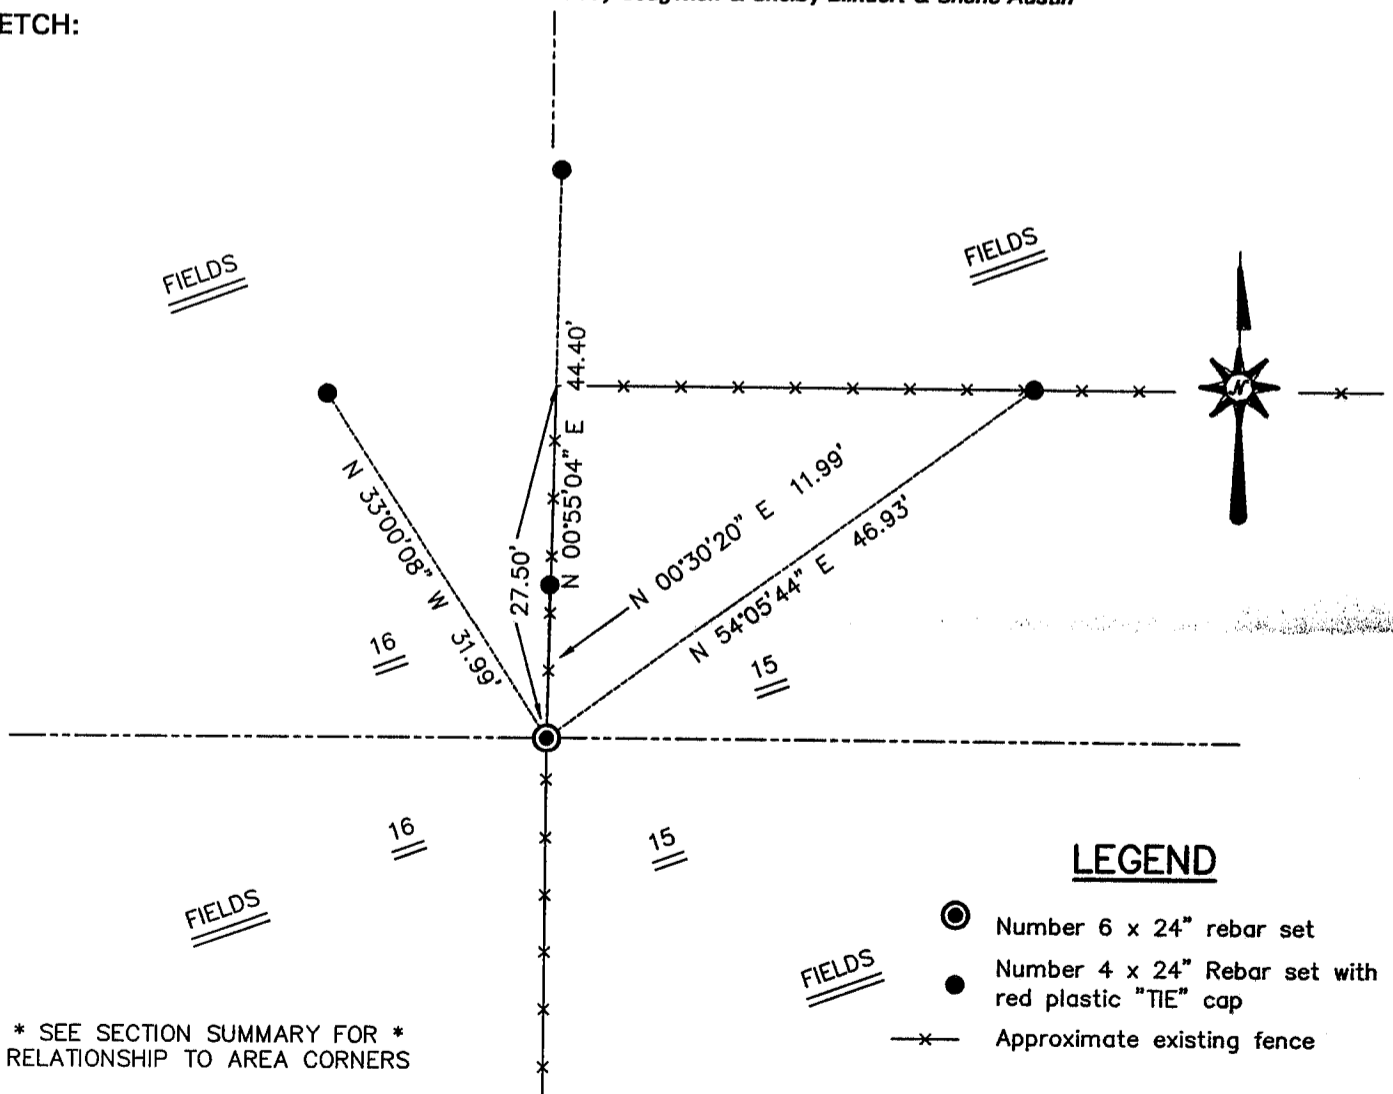 ETCH:
& Shane Austin
FIELDS
FIELDS
44.40'
N 00°55'04" E
27.50'
N 00°30'20" E 11.99'
N 54°05'44" E 46.93'
N 33°00'08" W 31.99'
N
16
15
16
15
FIELDS
FIELDS
LEGEND
Number 6 x 24" rebar set
Number 4 x 24" Rebar set with
red plastic "TIE" cap
Approximate existing fence
* SEE SECTION SUMMARY FOR *
RELATIONSHIP TO AREA CORNERS